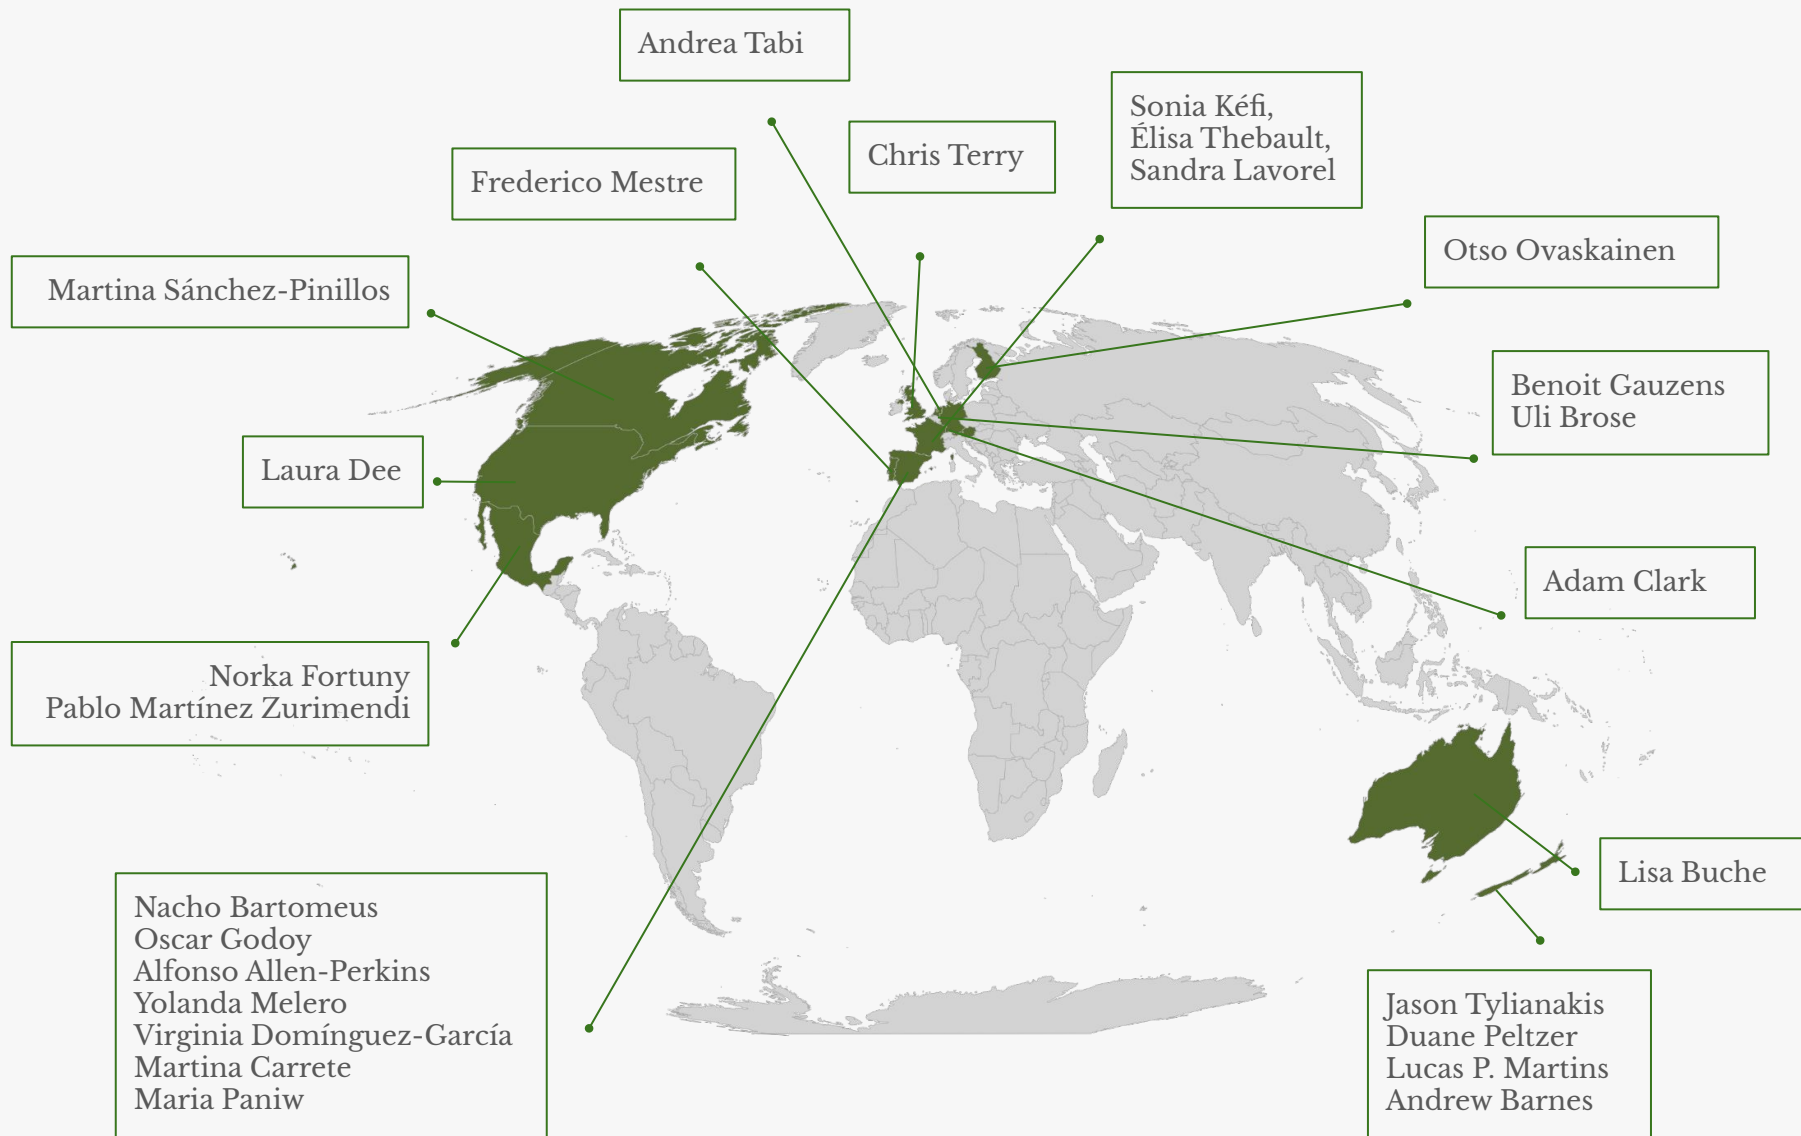 Andrea Tabi
Sonia Kéfi,
Élisa Thebault,
Sandra Lavorel
Chris Terry
Frederico Mestre
Otso Ovaskainen
Martina Sánchez-Pinillos
Benoit Gauzens
Uli Brose
Laura Dee
Adam Clark
Norka Fortuny
Pablo Martínez Zurimendi
Lisa Buche
Nacho Bartomeus
Oscar Godoy
Alfonso Allen-Perkins
Yolanda Melero
Virginia Domínguez-García
Martina Carrete
Maria Paniw
Jason Tylianakis
Duane Peltzer
Lucas P. Martins
Andrew Barnes